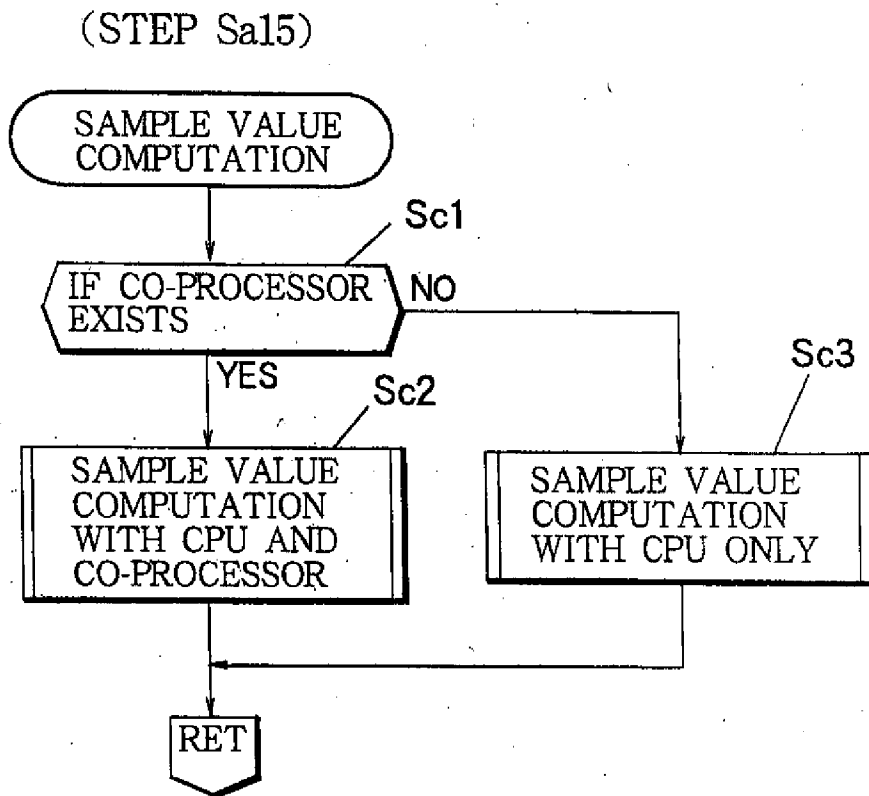 (STEP Sa15)
SAMPLE VALUE
COMPUTATION
Sc1
IF CO-PROCESSOR
EXISTS
NO
YES
Sc2
Sc3
SAMPLE VALUE
COMPUTATION
WITH CPU AND
CO-PROCESSOR
SAMPLE VALUE
COMPUTATION
WITH CPU ONLY
RET